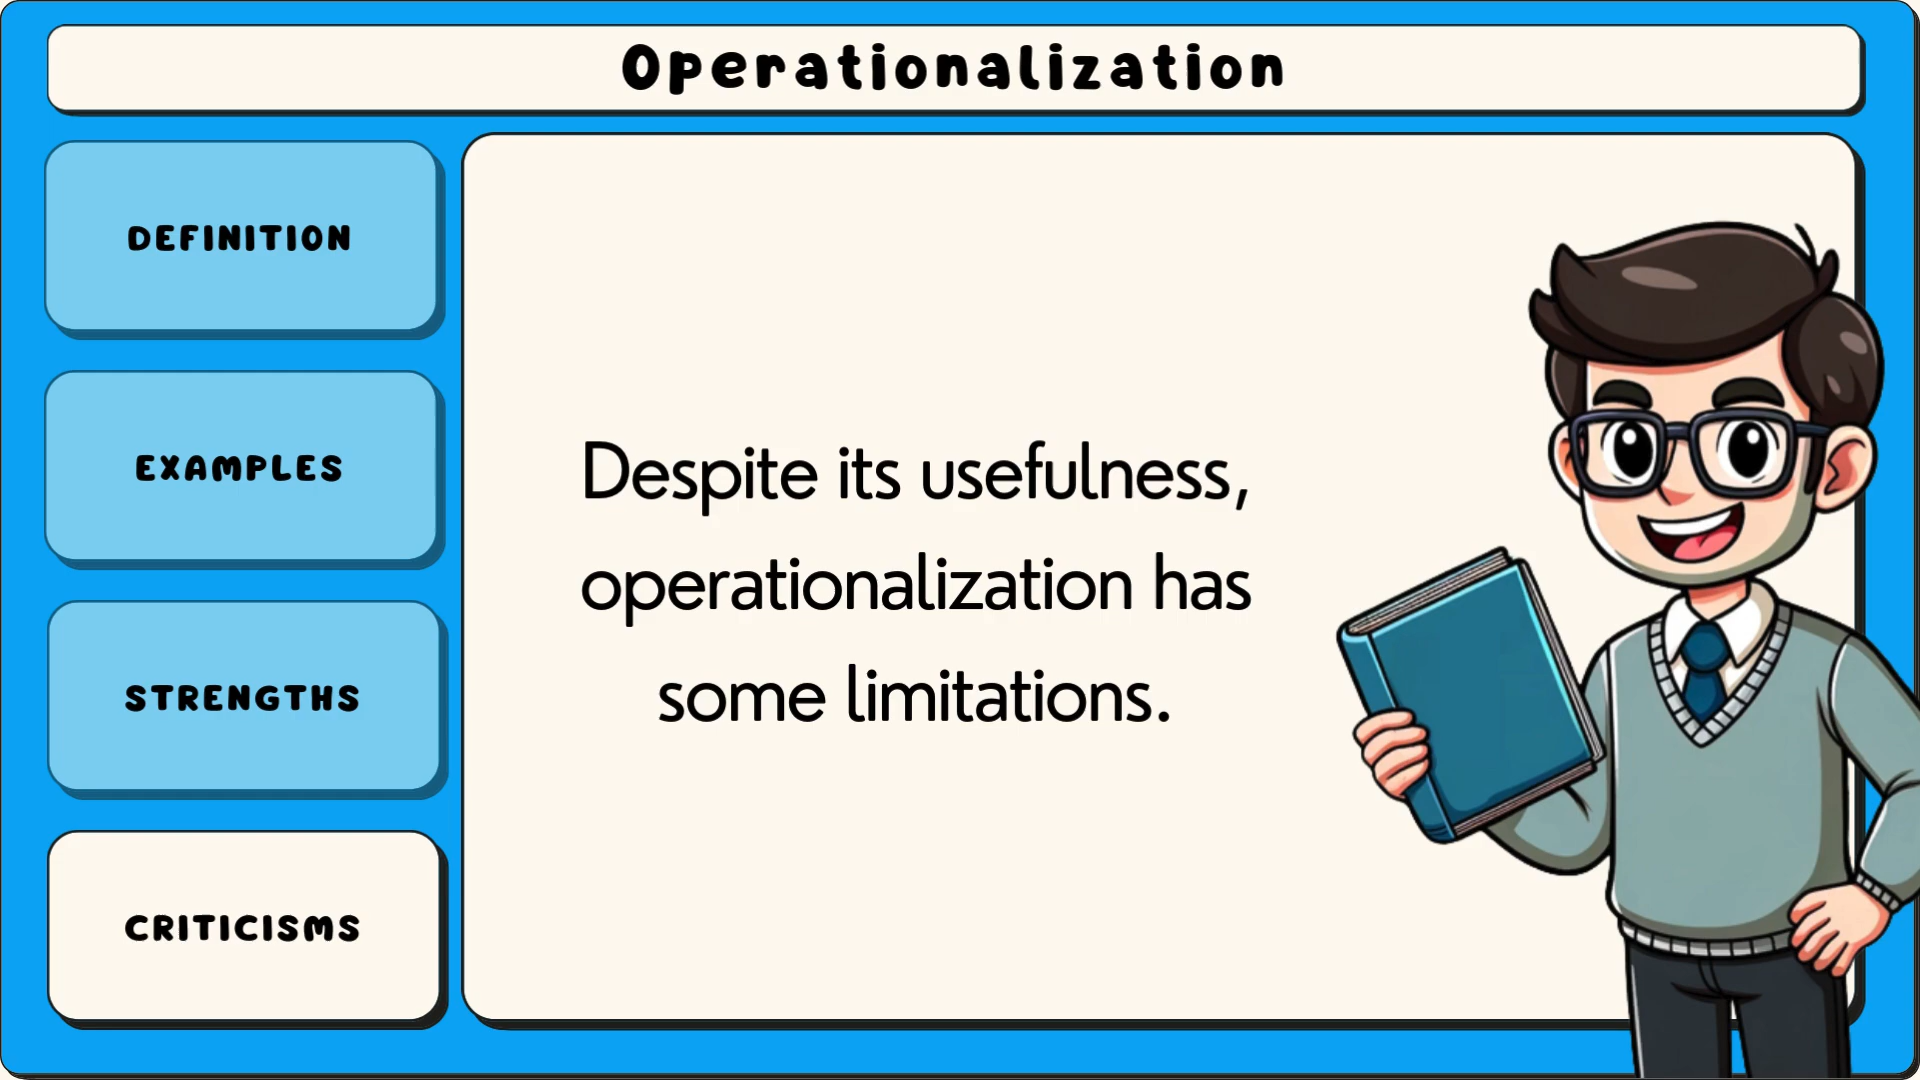 Operationalization
DEFINITION
EXAMPLES
STRENGTHS
CRITICISMS
Despite its usefulness,
operationalization has
some limitations.